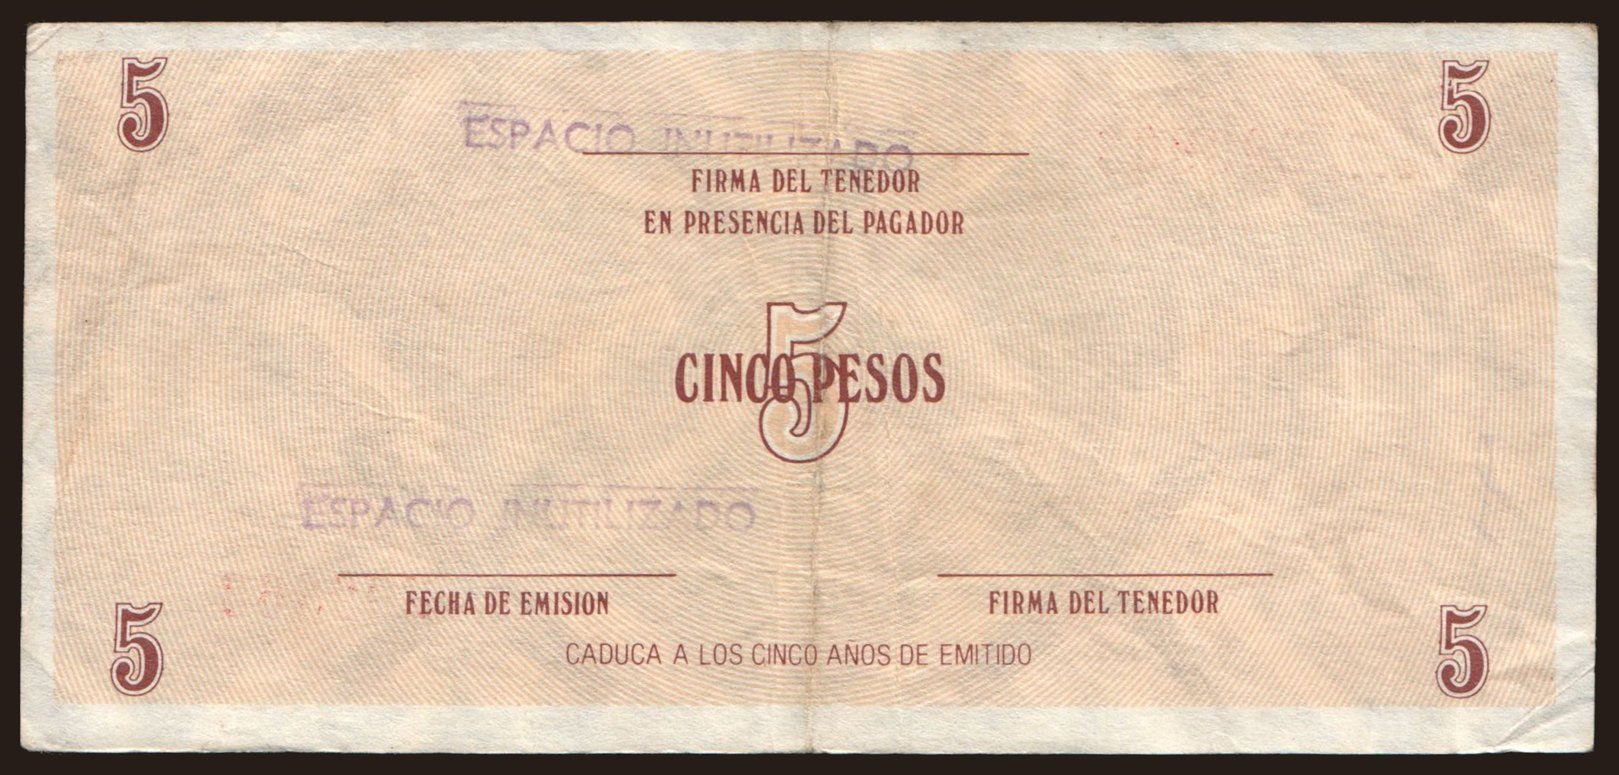 5 5
ESPACIO INUTILIZADO
FIRMA DEL TENEDOR
EN PRESENCIA DEL PAGADOR
5
CINCO PESOS
ESPACIO INUTILIZADO
FECHA DE EMISION FIRMA DEL TENEDOR
5 5
CADUCA A LOS CINCO AÑOS DE EMITIDO